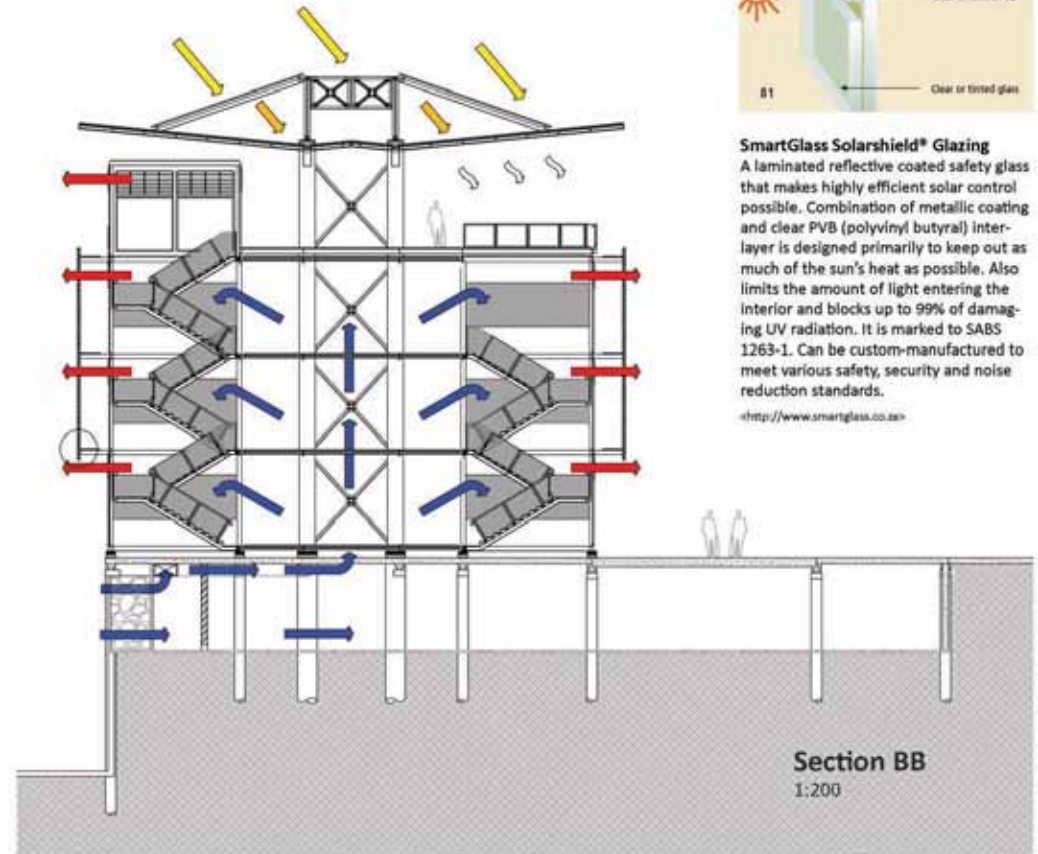 81
Clear or tinted glass
SmartGlass Solarshield® Glazing
A laminated reflective coated safety glass
that makes highly efficient solar control
possible. Combination of metallic coating
and clear PVB (polyvinyl butyral) inter-
layer is designed primarily to keep out as
much of the sun's heat as possible. Also
limits the amount of light entering the
interior and blocks up to 99% of damag-
ing UV radiation. It is marked to SABS
1263-1. Can be custom-manufactured to
meet various safety, security and noise
reduction standards.
<http://www.smartglass.co.za>
Section BB
1:200